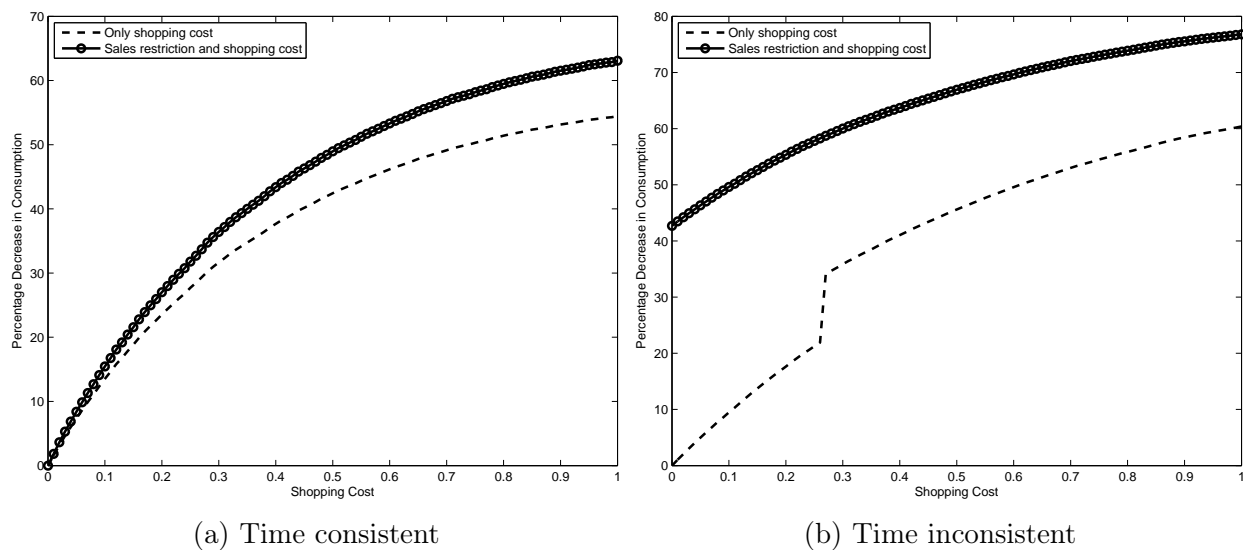 Only shopping cost
Sales restriction and shopping cost
Percentage Decrease in Consumption
70
60
50
40
30
20
10
0
0 0.1 0.2 0.3 0.4 0.5 0.6 0.7 0.8 0.9 1
Shopping Cost
(a) Time consistent
Only shopping cost
Sales restriction and shopping cost
Percentage Decrease in Consumption
80
70
60
50
40
30
20
10
0
0 0.1 0.2 0.3 0.4 0.5 0.6 0.7 0.8 0.9 1
Shopping Cost
(b) Time inconsistent